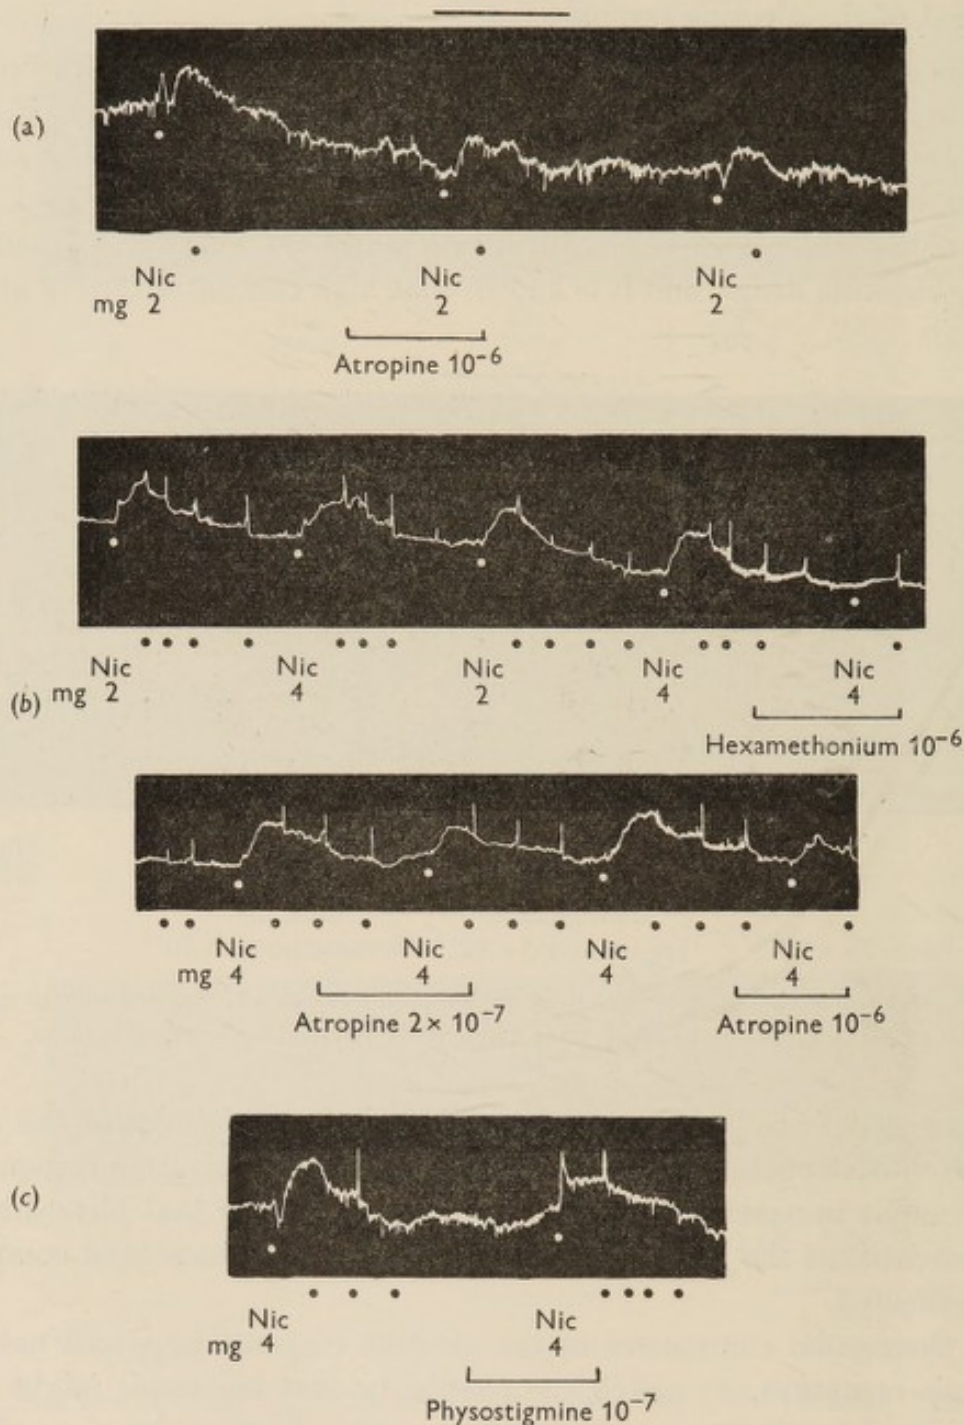 (a)
Nic Nic Nic
mg 2 2 2
Atropine 10⁻⁶
Nic Nic Nic Nic Nic
(b) mg 2 4 2 4 4
Hexamethonium 10⁻⁶
Nic Nic Nic Nic
mg 4 4 4 4
Atropine 2 × 10⁻⁷ Atropine 10⁻⁶
(c)
Nic Nic
mg 4 4
Physostigmine 10⁻⁷